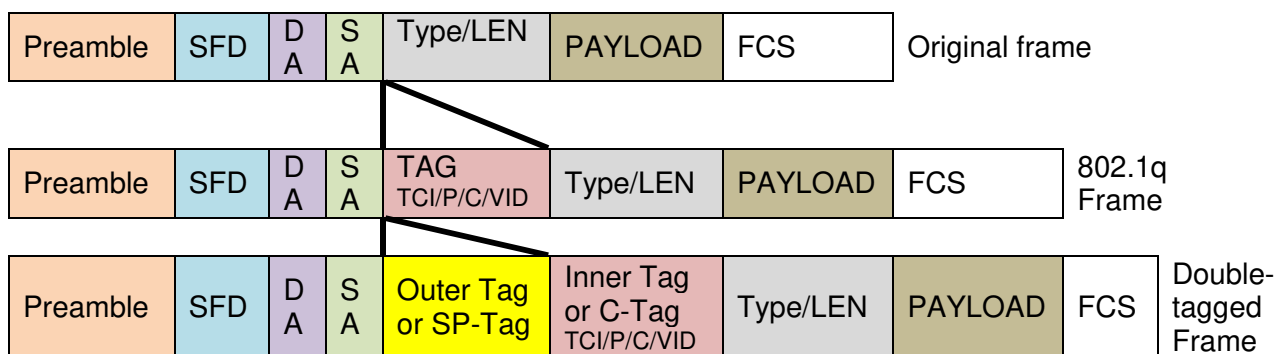 Preamble SFD D A S A Type/LEN PAYLOAD FCS Original frame
Preamble SFD D A S A TAG TCI/P/C/VID Type/LEN PAYLOAD FCS 802.1q Frame
Preamble SFD D A S A Outer Tag or SP-Tag Inner Tag or C-Tag TCI/P/C/VID Type/LEN PAYLOAD FCS Double-tagged Frame